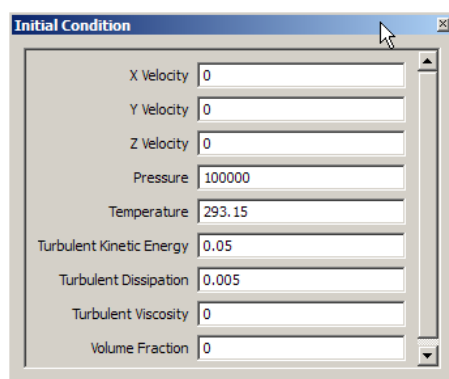 Initial Condition
X Velocity 0
Y Velocity 0
Z Velocity 0
Pressure 100000
Temperature 293.15
Turbulent Kinetic Energy 0.05
Turbulent Dissipation 0.005
Turbulent Viscosity 0
Volume Fraction 0